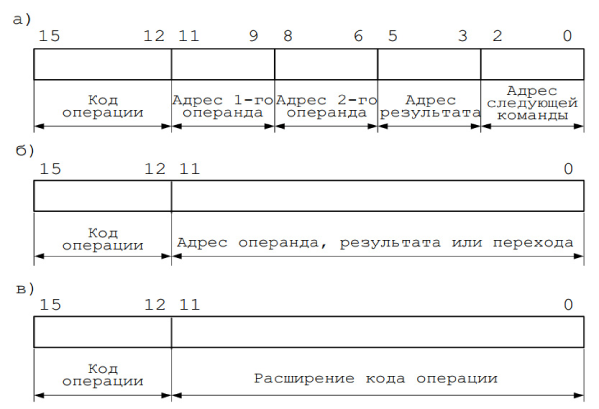 а)
15 12 11 9 8 6 5 3 2 0
Код операции Адрес 1-го операнда Адрес 2-го операнда Адрес результата Адрес следующей команды
б)
15 12 11 0
Код операции Адрес операнда, результата или перехода
в)
15 12 11 0
Код операции Расширение кода операции